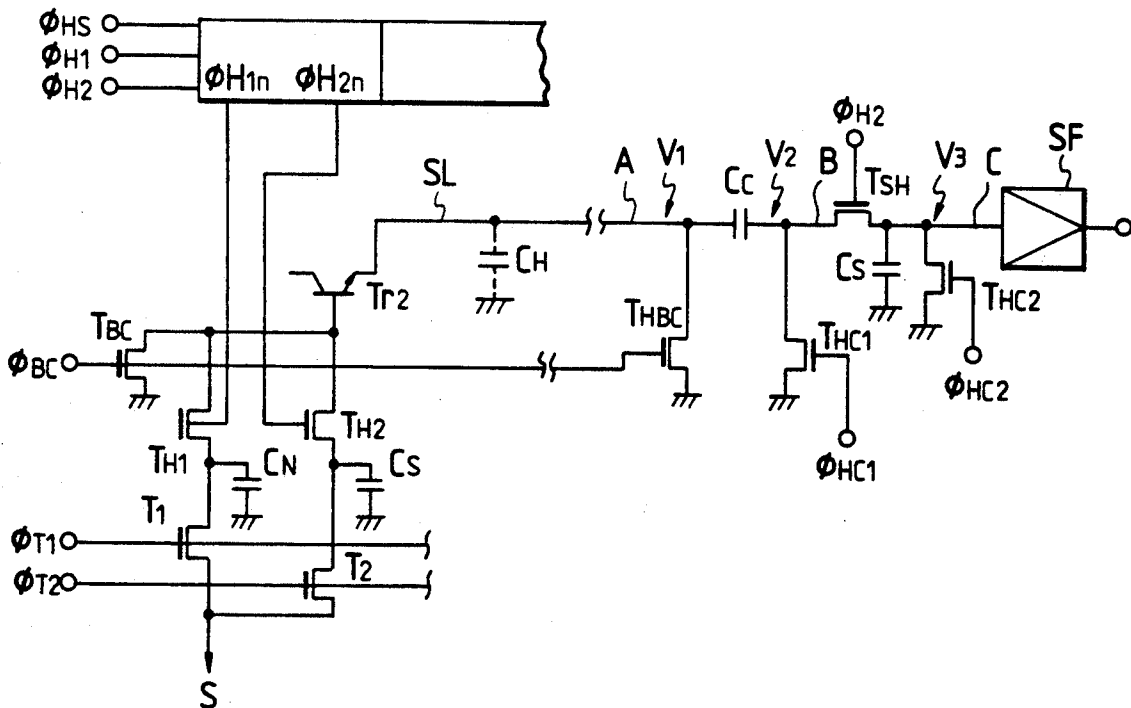 φHS
φH1
φH2
φH1n φH2n
φH2
SL
A
V1
CC
V2
B
TSH
V3
C
SF
CH
Tr2
CS
THC2
TBC
THBC
THC1
φBC
φHC2
TH1
TH2
CN
CS
φHC1
T1
φT1
T2
φT2
S